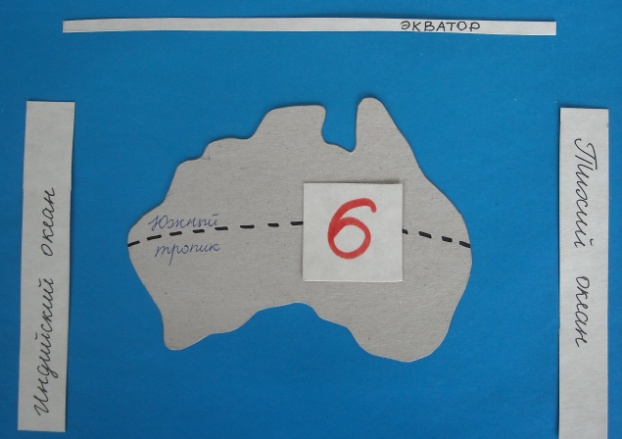 ЭКВАТОР
Индийский океан
Южный
тропик
6
Тихий океан